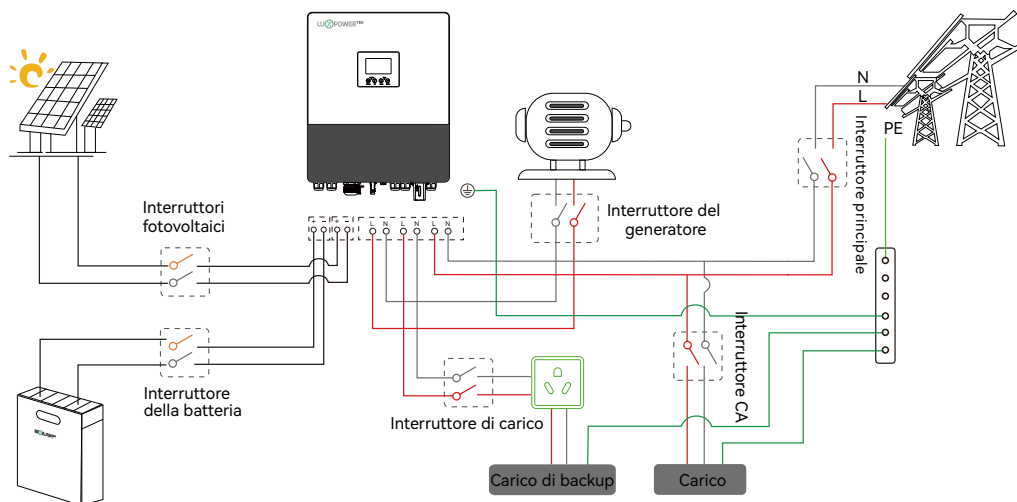 LUXPOWERTEK
N
L
PE
Interruttore principale
Interruttori
fotovoltaici
Interruttore del
generatore
L N L N L N
Interruttore CA
Interruttore
della batteria
Interruttore di carico
Carico di backup
Carico